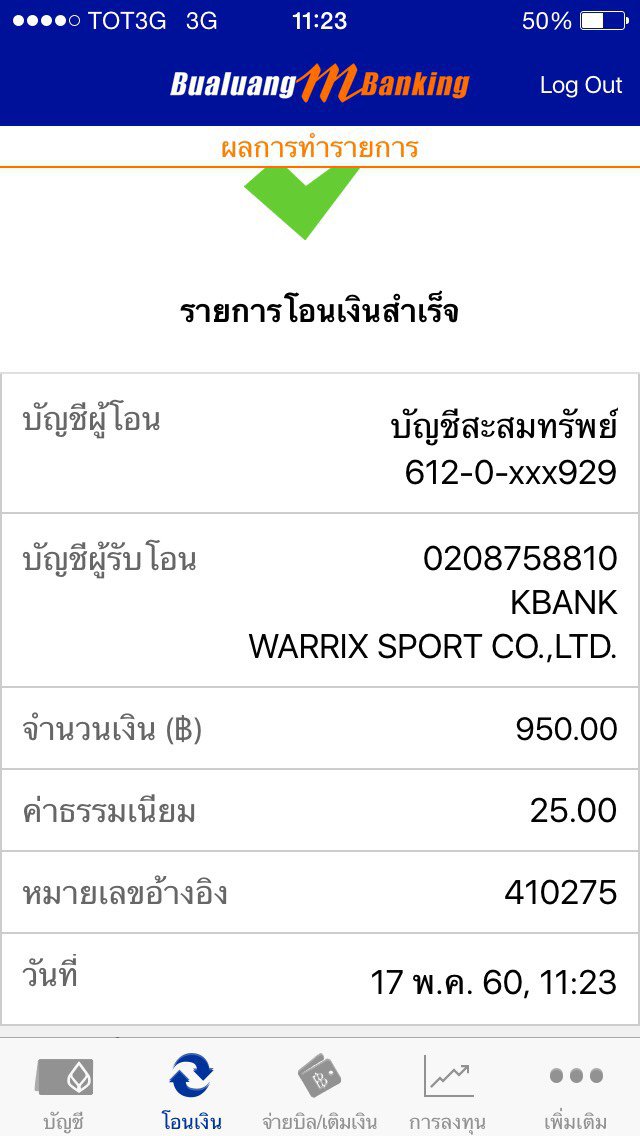 TOT3G 3G 11:23 50%
Bualuang mBanking Log Out
ผลการทำรายการ
รายการโอนเงินสำเร็จ
บัญชีผู้โอน บัญชีสะสมทรัพย์
612-0-xxx929
บัญชีผู้รับโอน 0208758810
KBANK
WARRIX SPORT CO.,LTD.
จำนวนเงิน (฿) 950.00
ค่าธรรมเนียม 25.00
หมายเลขอ้างอิง 410275
วันที่ 17 พ.ค. 60, 11:23
บัญชี โอนเงิน จ่ายบิล/เติมเงิน การลงทุน เพิ่มเติม